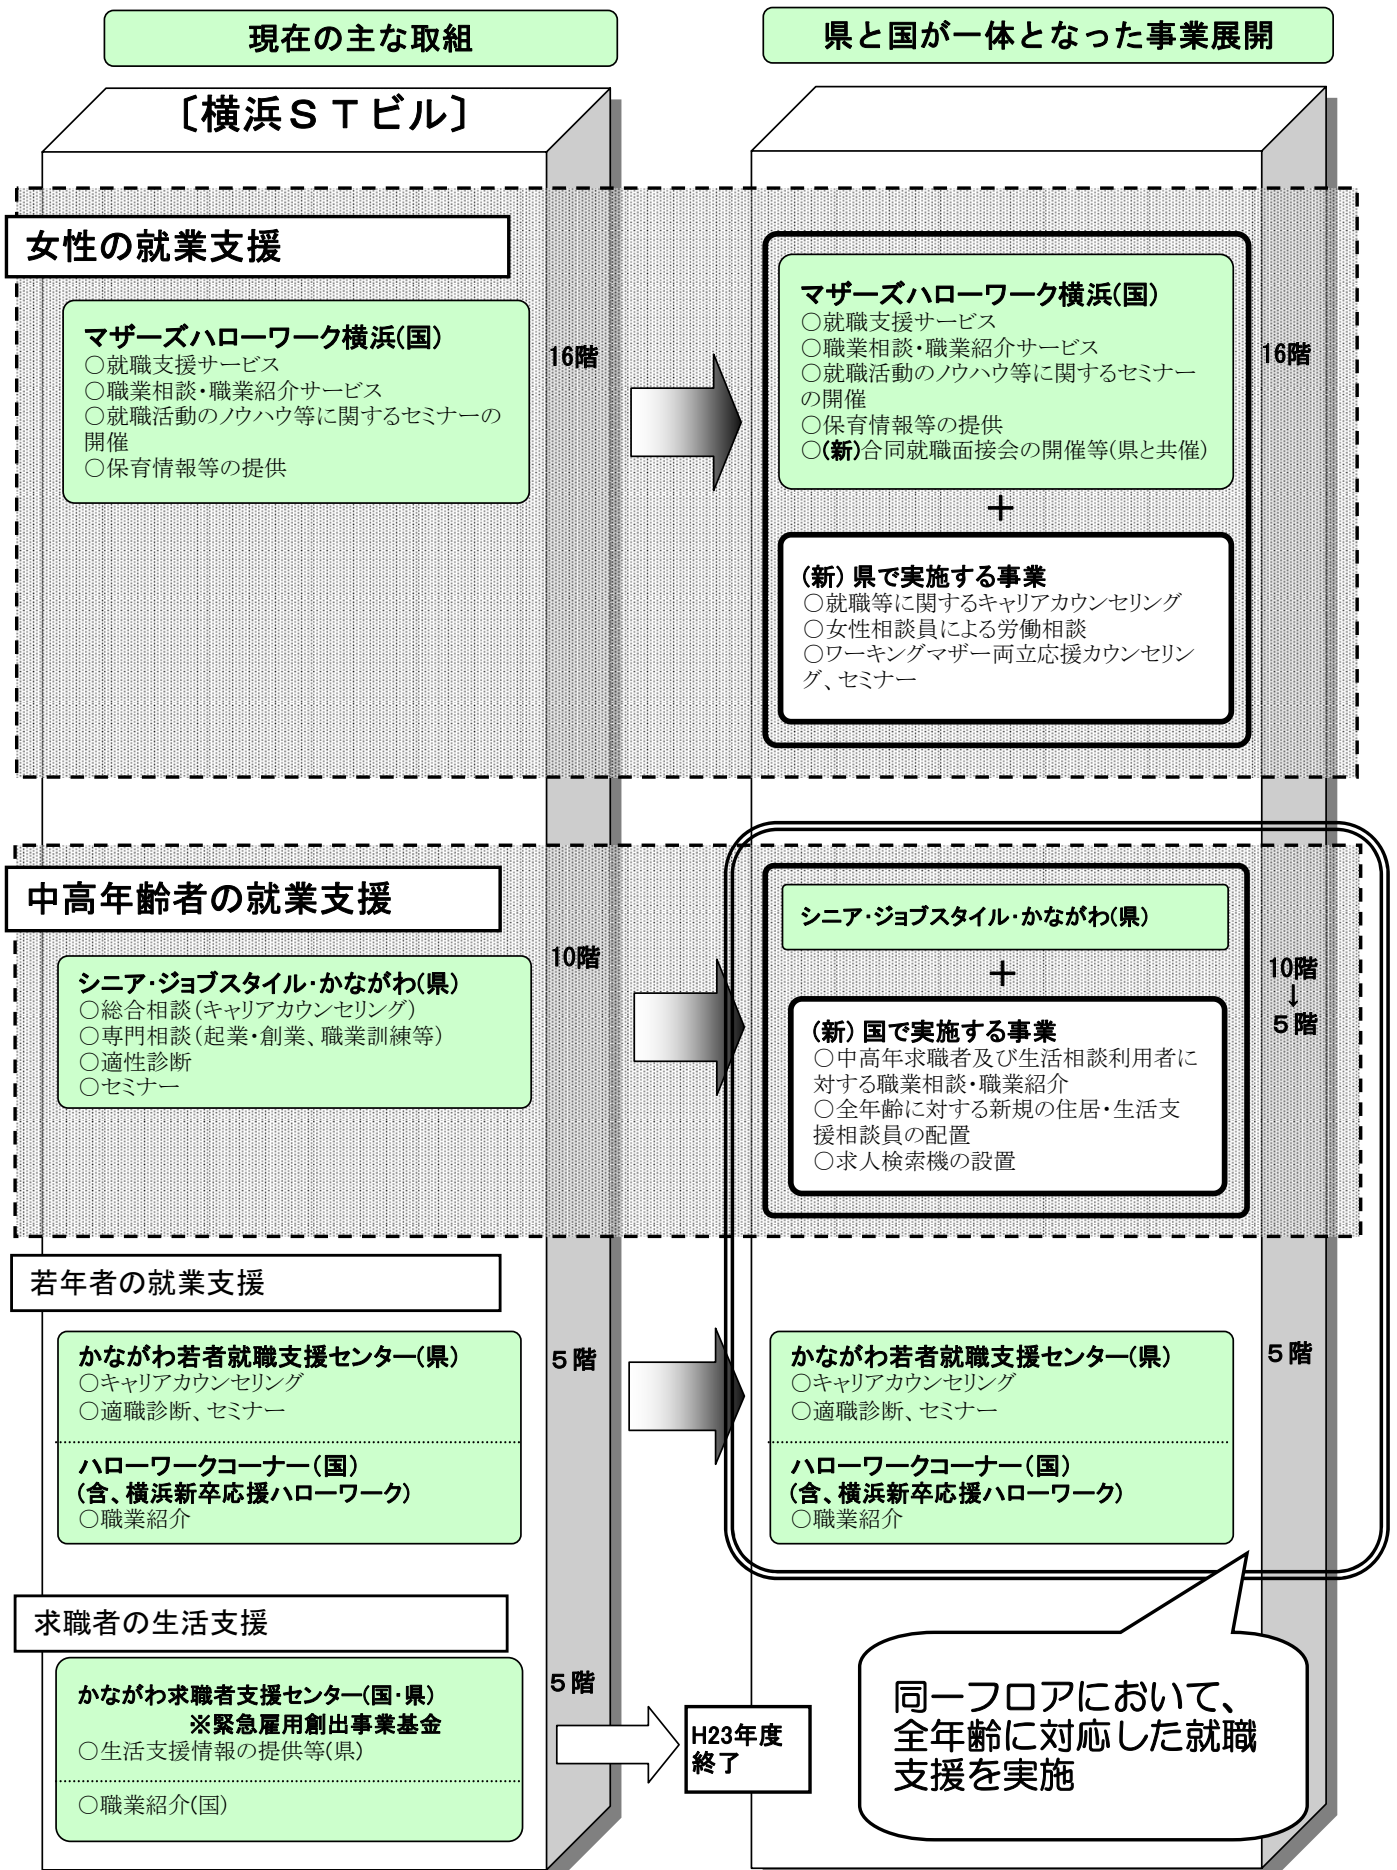 現在の主な取組
県と国が一体となった事業展開
〔横浜ＳＴビル〕
女性の就業支援
マザーズハローワーク横浜(国)
○就職支援サービス
○職業相談・職業紹介サービス
○就職活動のノウハウ等に関するセミナーの
開催
○保育情報等の提供
16階
マザーズハローワーク横浜(国)
○就職支援サービス
○職業相談・職業紹介サービス
○就職活動のノウハウ等に関するセミナー
の開催
○保育情報等の提供
○(新)合同就職面接会の開催等(県と共催)
＋
(新) 県で実施する事業
○就職等に関するキャリアカウンセリング
○女性相談員による労働相談
○ワーキングマザー両立応援カウンセリン
グ、セミナー
16階
中高年齢者の就業支援
シニア・ジョブスタイル・かながわ(県)
○総合相談(キャリアカウンセリング)
○専門相談(起業・創業、職業訓練等)
○適性診断
○セミナー
10階
シニア・ジョブスタイル・かながわ(県)
＋
(新) 国で実施する事業
○中高年求職者及び生活相談利用者に
対する職業相談・職業紹介
○全年齢に対する新規の住居・生活支
援相談員の配置
○求人検索機の設置
10階
↓
５階
若年者の就業支援
かながわ若者就職支援センター(県)
○キャリアカウンセリング
○適職診断、セミナー
ハローワークコーナー(国)
(含、横浜新卒応援ハローワーク)
○職業紹介
５階
かながわ若者就職支援センター(県)
○キャリアカウンセリング
○適職診断、セミナー
ハローワークコーナー(国)
(含、横浜新卒応援ハローワーク)
○職業紹介
５階
求職者の生活支援
かながわ求職者支援センター(国・県)
※緊急雇用創出事業基金
○生活支援情報の提供等(県)
○職業紹介(国)
５階
H23年度
終了
同一フロアにおいて、
全年齢に対応した就職
支援を実施